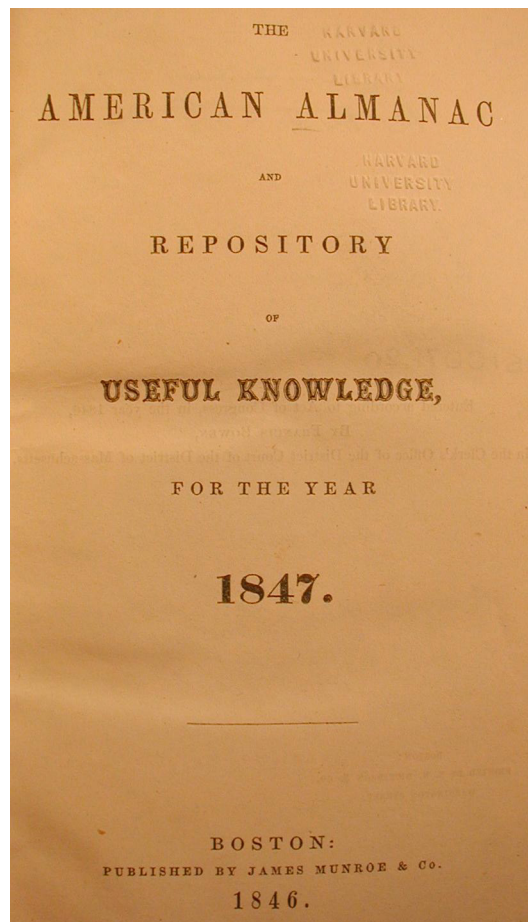 THE
AMERICAN ALMANAC
AND
REPOSITORY
OF
USEFUL KNOWLEDGE,
FOR THE YEAR
1847.
BOSTON:
PUBLISHED BY JAMES MUNROE & Co.
1846.
HARVARD
UNIVERSITY
LIBRARY
HARVARD
UNIVERSITY
LIBRARY.